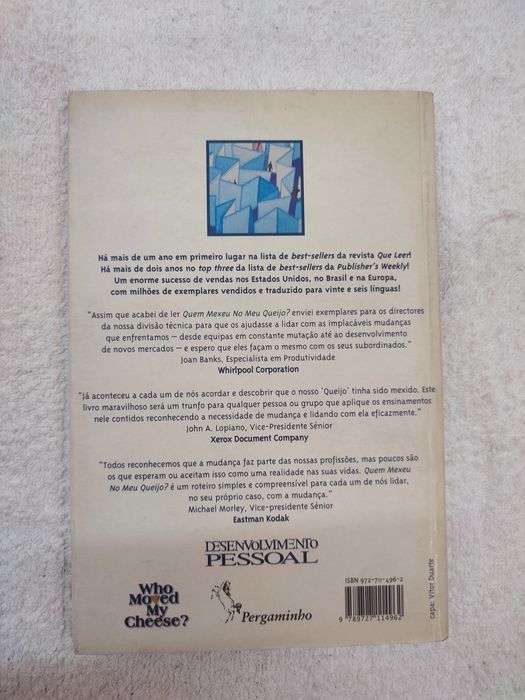 Há mais de um ano em primeiro lugar na lista de best-sellers da revista Que Leer!
Há mais de dois anos no top three da lista de best-sellers da Publisher's Weekly!
Um enorme sucesso de vendas nos Estados Unidos, no Brasil e na Europa,
com milhões de exemplares vendidos e traduzido para vinte e seis línguas!
"Assim que acabei de ler Quem Mexeu No Meu Queijo? enviei exemplares para os directores
da nossa divisão técnica para que os ajudasse a lidar com as implacáveis mudanças
que enfrentamos — desde equipas em constante mutação até ao desenvolvimento
de novos mercados — e espero que eles façam o mesmo com os seus subordinados."
Joan Banks, Especialista em Produtividade
Whirlpool Corporation
"Já aconteceu a cada um de nós acordar e descobrir que o nosso 'Queijo' tinha sido mexido. Este
livro maravilhoso será um trunfo para qualquer pessoa ou grupo que aplique os ensinamentos
nele contidos reconhecendo a necessidade de mudança e lidando com ela eficazmente."
John A. Lopiano, Vice-Presidente Sénior
Xerox Document Company
"Todos reconhecemos que a mudança faz parte das nossas profissões, mas poucos são
os que esperam ou aceitam isso como uma realidade nas suas vidas. Quem Mexeu
No Meu Queijo? é um roteiro simples e compreensível para cada um de nós lidar,
no seu próprio caso, com a mudança."
Michael Morley, Vice-presidente Sénior
Eastman Kodak
DESENVOLVIMENTO
PESSOAL
Who
Moved
My
Cheese?
Pergaminho
ISBN 972-711-496-2
9 789727 114962
capa: Vitor Duarte